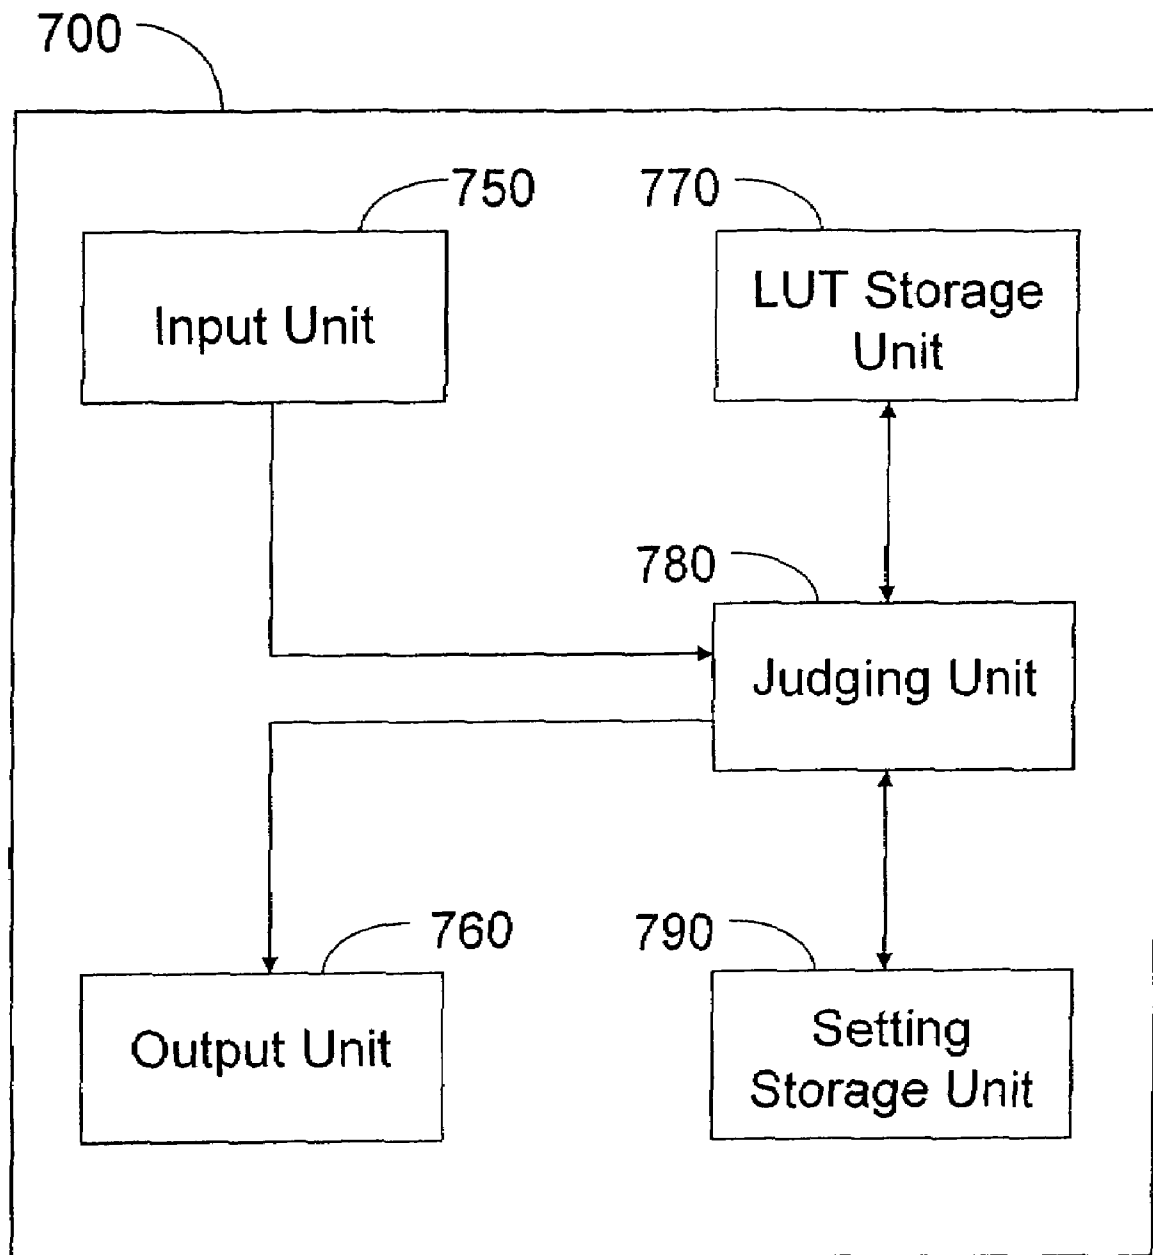 700
750
770
Input Unit
LUT Storage
Unit
780
Judging Unit
760
790
Output Unit
Setting
Storage Unit